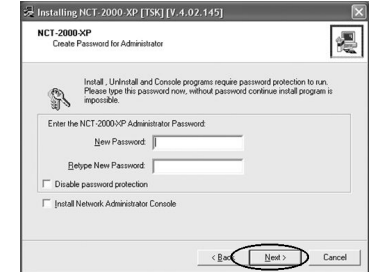 Installing NCT-2000-XP [TSK] [V.4.02.145]
NCT-2000-XP
Create Password for Administrator
Install , UnInstall and Console programs require password protection to run.
Please type this password now, without password continue install program is
impossible.
Enter the NCT-2000-XP Administrator Password:
New Password:
Retype New Password:
Disable password protection
Install Network Administrator Console
< Back Next > Cancel